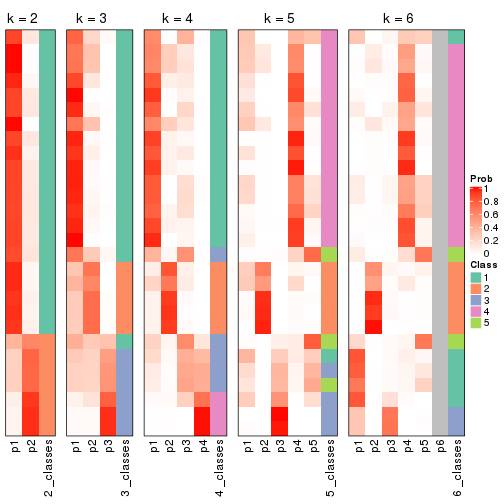 k = 2 k = 3 k = 4 k = 5 k = 6
Prob
1
0.8
0.6
0.4
0.2
0
Class
1
2
3
4
5
p1 p2 2_classes p1 p2 p3 3_classes p1 p2 p3 p4 4_classes p1 p2 p3 p4 p5 5_classes p1 p2 p3 p4 p5 p6 6_classes